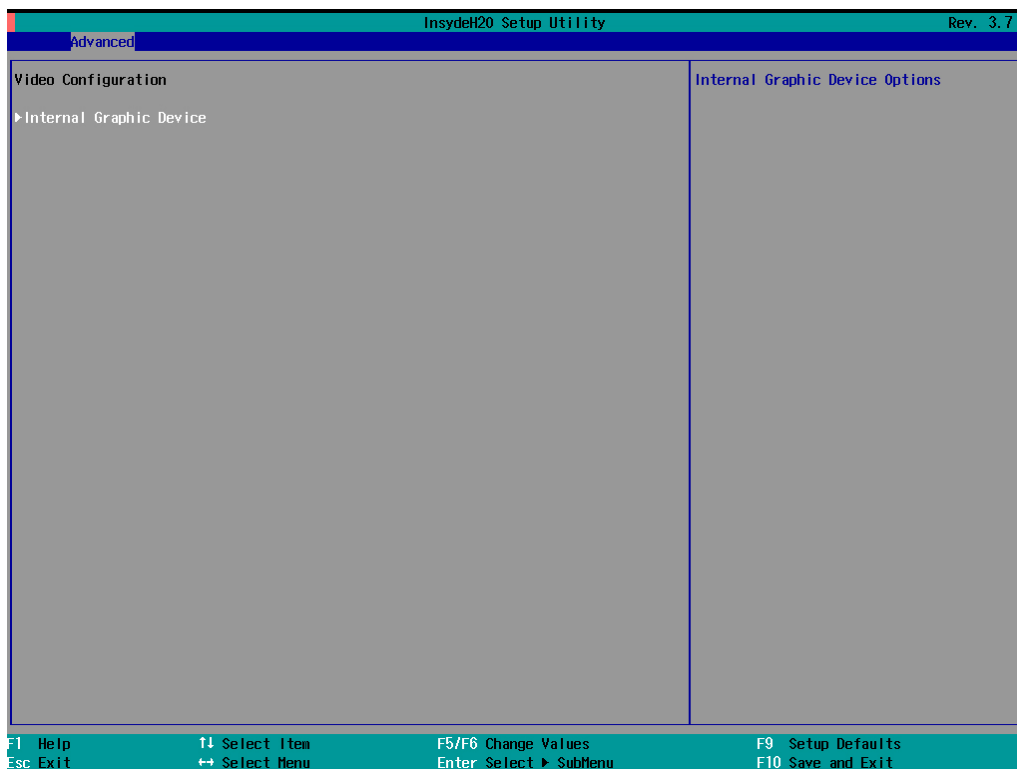 InsydeH20 Setup Utility Rev. 3.7
Advanced
Video Configuration
Internal Graphic Device Options
▶Internal Graphic Device
F1 Help ↑↓ Select Item F5/F6 Change Values F9 Setup Defaults
Esc Exit ↔ Select Menu Enter Select ▶ SubMenu F10 Save and Exit